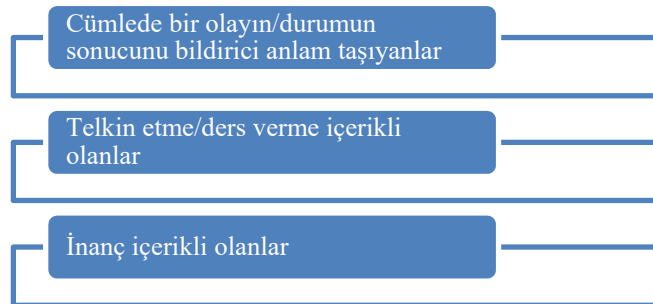 Cümlede bir olayın/durumun
sonucunu bildirici anlam taşıyanlar
Telkin etme/ders verme içerikli
olanlar
İnanç içerikli olanlar